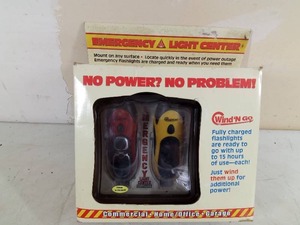 EMERGENCY LIGHT CENTER
Mount on any surface - Locate quickly in the event of power outage
Emergency Flashlights are charged and ready when you need them
NO POWER? NO PROBLEM!
Wind 'N Go
Fully charged
flashlights
are ready
to go with
up to 15
hours of
use—each!
Just wind
them up for
additional
power!
EMERGENCY
Commercial - Home/Office - Garage